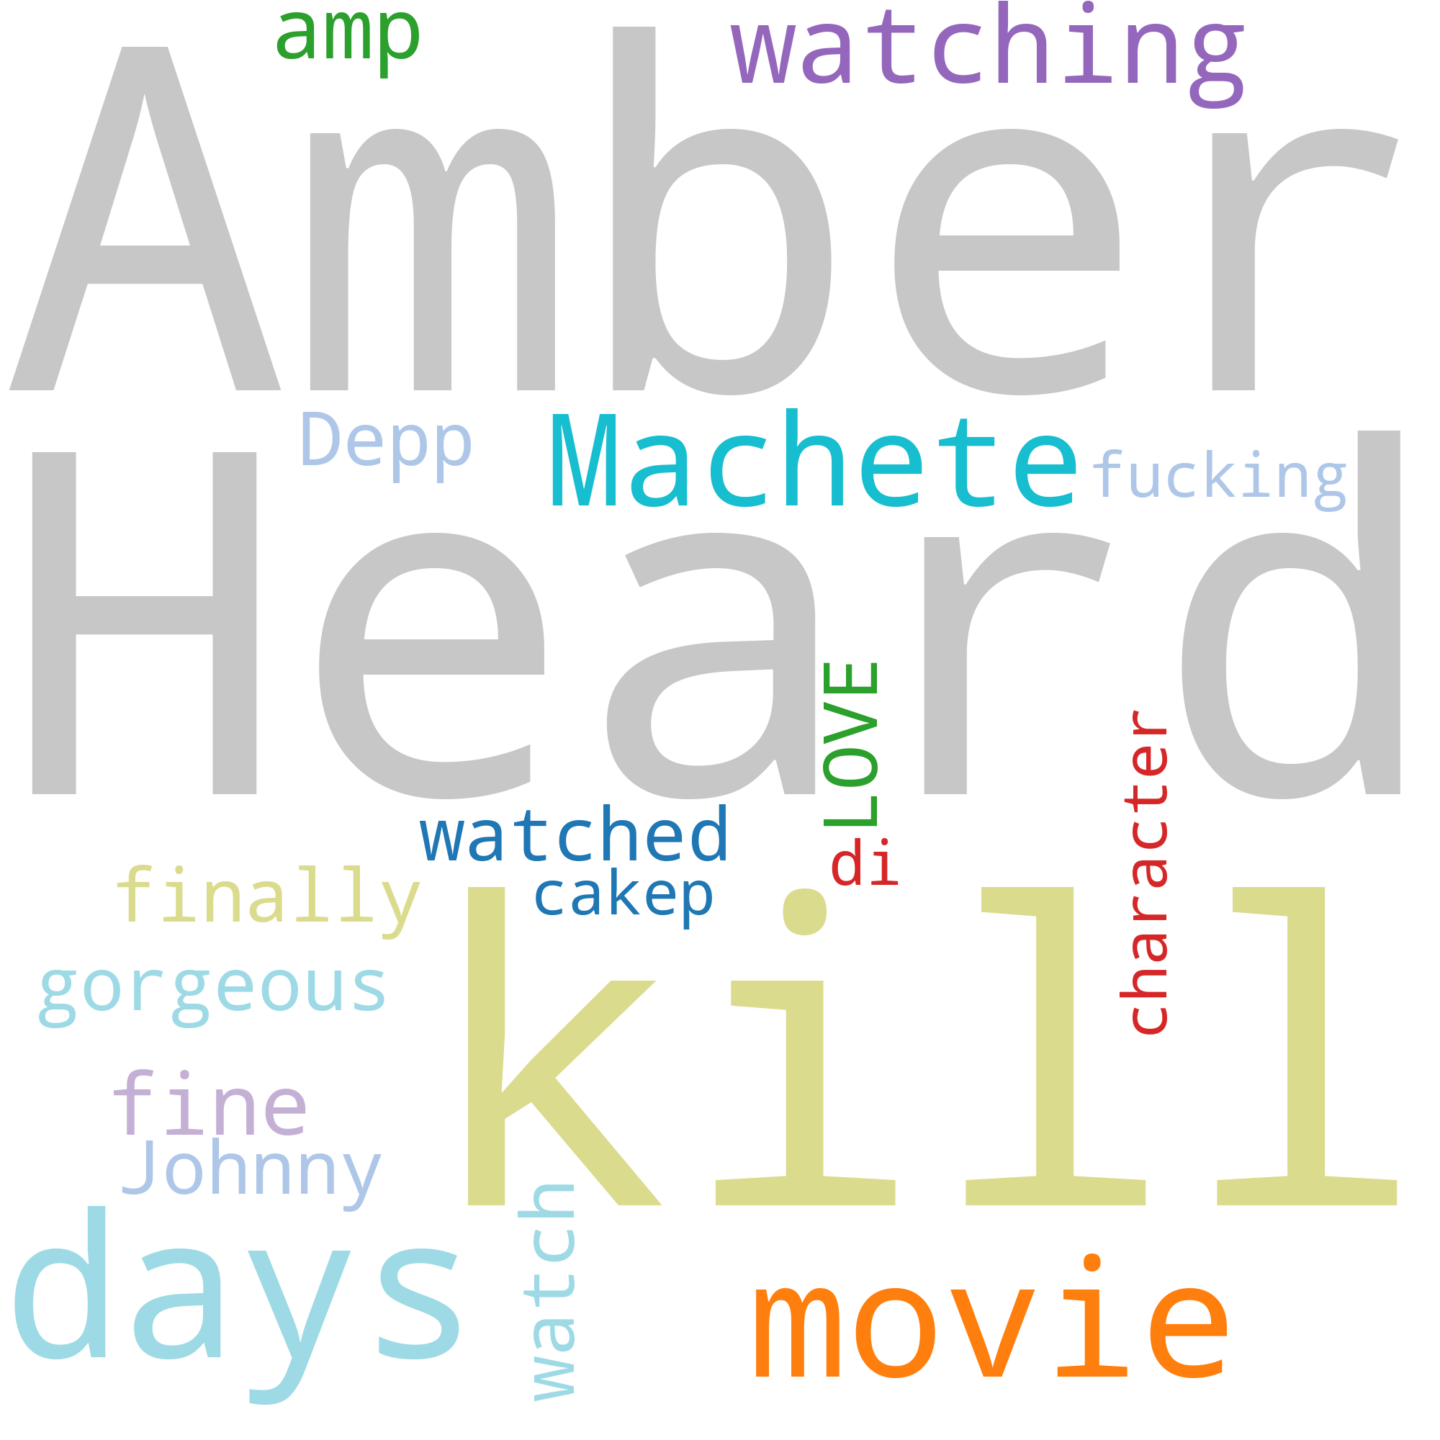 amp
watching
Amber
Depp
Machete
fucking
Heard
LOVE
character
watched
di
finally
cakep
kill
gorgeous
fine
Johnny
days
watch
movie